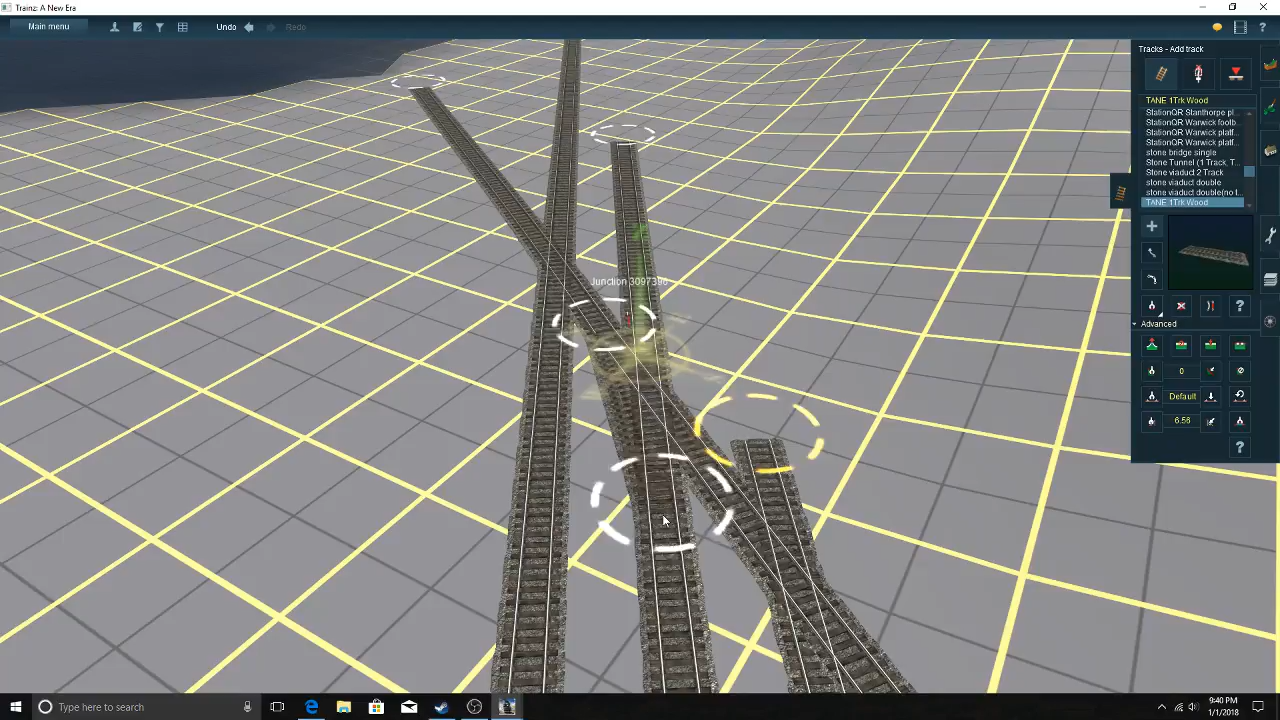 Trainz: A New Era
Main menu
Undo
Redo
Tracks - Add track
TANE 1Trk Wood
StationQR Stanthorpe pl...
StationQR Warwick footb...
StationQR Warwick platf...
StationQR Warwick platf...
stone bridge single
Stone Tunnel (1 Track, T...
Stone viaduct 2 Track
stone viaduct double
stone viaduct double(no t...
TANE 1Trk Wood
Junction 3097396
Advanced
0
Default
6.56
Type here to search
9:40 PM
1/1/2018